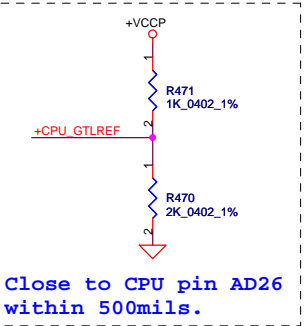 +VCCP
1
R471
1K_0402_1%
2
+CPU_GTLREF
1
R470
2K_0402_1%
2
Close to CPU pin AD26
within 500mils.